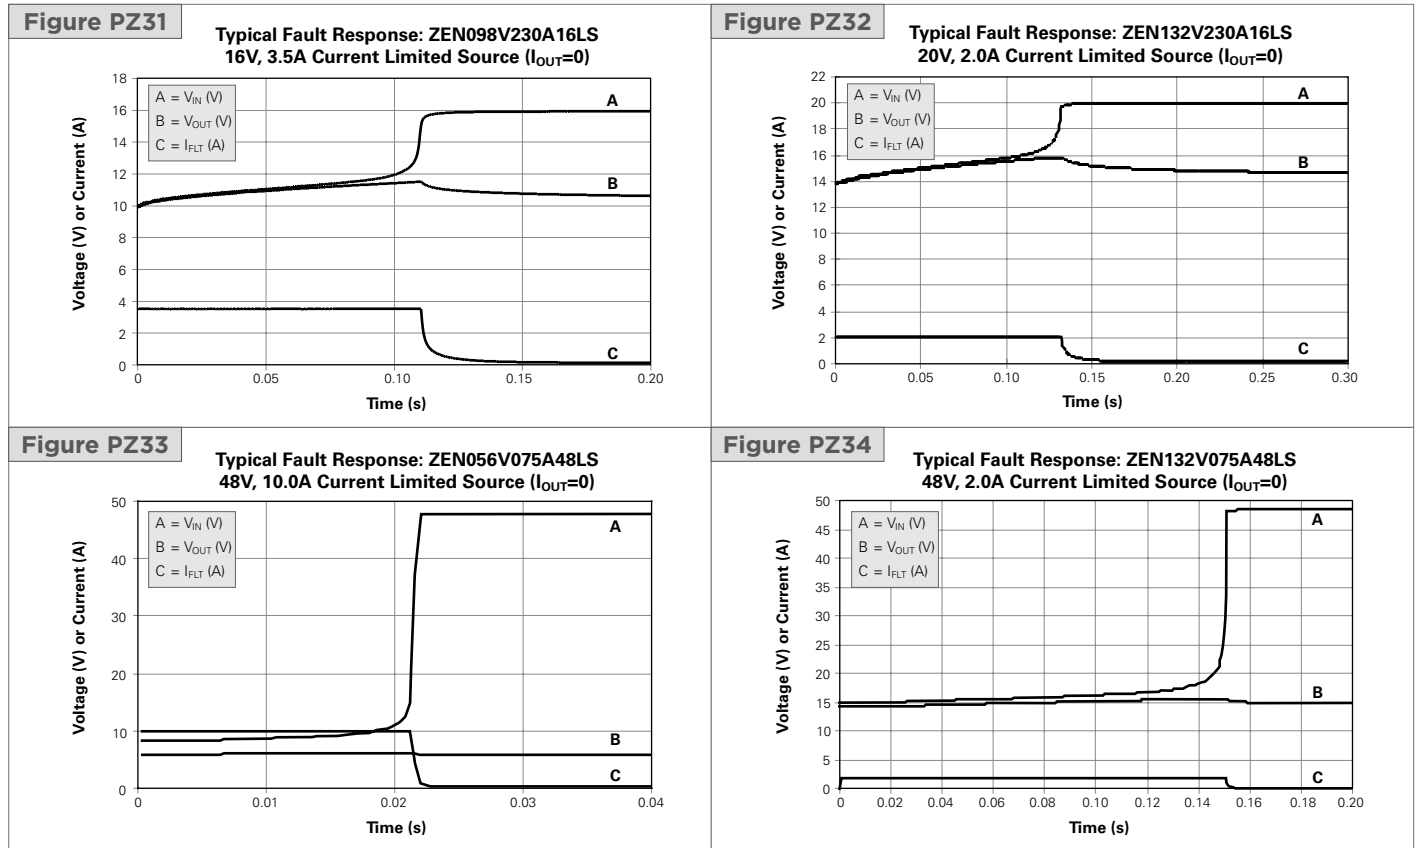 Figure PZ31
Typical Fault Response: ZEN098V230A16LS
16V, 3.5A Current Limited Source (IOUT=0)
Voltage (V) or Current (A)
18
16
14
12
10
8
6
4
2
0
A = VIN (V)
B = VOUT (V)
C = IFLT (A)
A
B
C
0
0.05
0.10
0.15
0.20
Time (s)
Figure PZ32
Typical Fault Response: ZEN132V230A16LS
20V, 2.0A Current Limited Source (IOUT=0)
Voltage (V) or Current (A)
22
20
18
16
14
12
10
8
6
4
2
0
A = VIN (V)
B = VOUT (V)
C = IFLT (A)
A
B
C
0
0.05
0.10
0.15
0.20
0.25
0.30
Time (s)
Figure PZ33
Typical Fault Response: ZEN056V075A48LS
48V, 10.0A Current Limited Source (IOUT=0)
Voltage (V) or Current (A)
50
40
30
20
10
0
A = VIN (V)
B = VOUT (V)
C = IFLT (A)
A
B
C
0
0.01
0.02
0.03
0.04
Time (s)
Figure PZ34
Typical Fault Response: ZEN132V075A48LS
48V, 2.0A Current Limited Source (IOUT=0)
Voltage (V) or Current (A)
50
45
40
35
30
25
20
15
10
5
0
A = VIN (V)
B = VOUT (V)
C = IFLT (A)
A
B
C
0
0.02
0.04
0.06
0.08
0.10
0.12
0.14
0.16
0.18
0.20
Time (s)